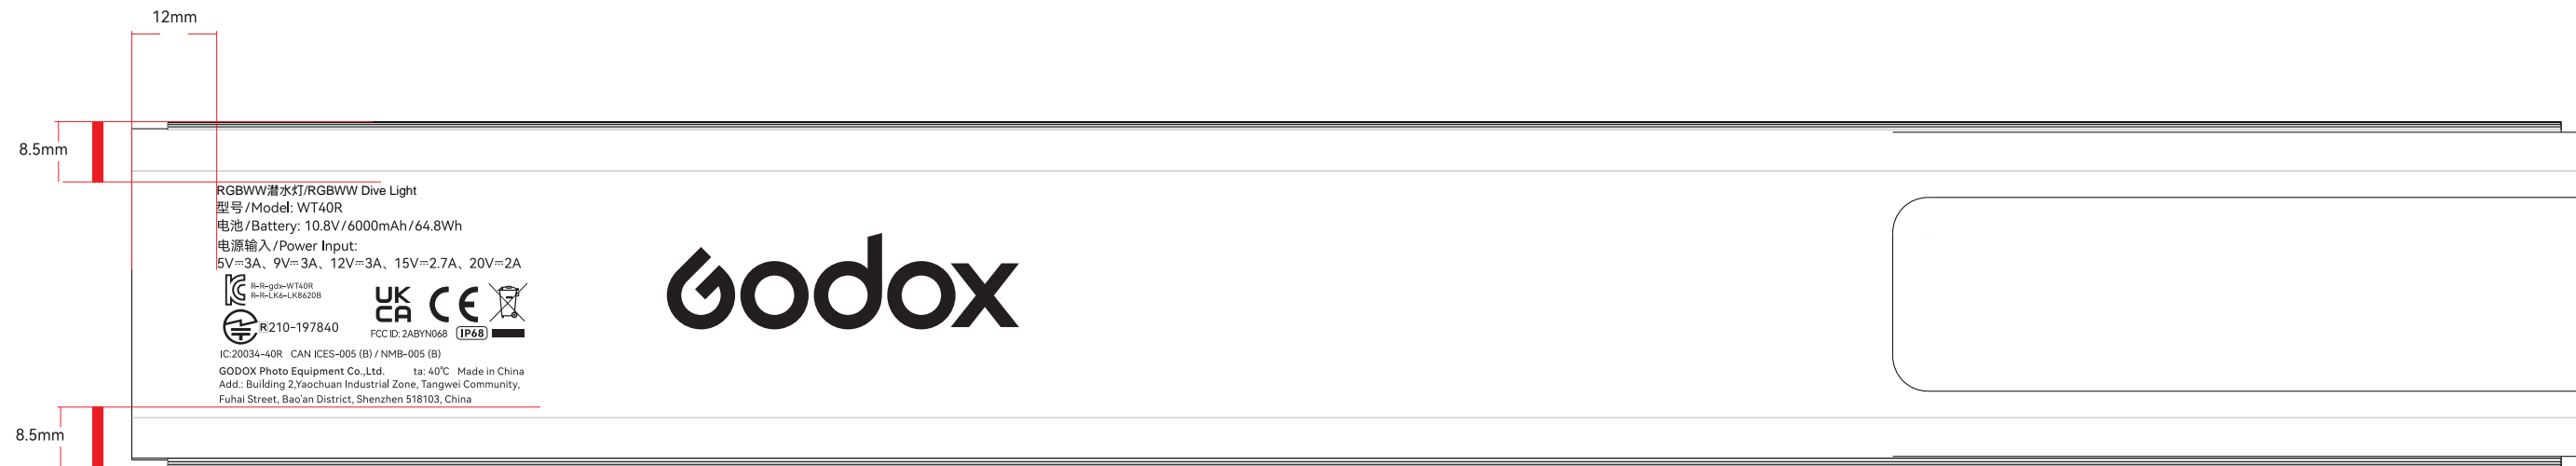 12mm
8.5mm
RGBWW潜水灯/RGBWW Dive Light
型号/Model: WT40R
电池/Battery: 10.8V/6000mAh/64.8Wh
电源输入/Power Input:
5V⎓3A、9V⎓3A、12V⎓3A、15V⎓2.7A、20V⎓2A
R-R-gdx-WT40R
R-R-LK6-LK8620B
UK
CA
CE
R 210-197840
FCC ID: 2ABYN068
IP68
IC:20034-40R CAN ICES-005 (B) / NMB-005 (B)
GODOX Photo Equipment Co.,Ltd. ta: 40℃ Made in China
Add.: Building 2,Yaochuan Industrial Zone, Tangwei Community,
Fuhai Street, Bao'an District, Shenzhen 518103, China
Godox
8.5mm